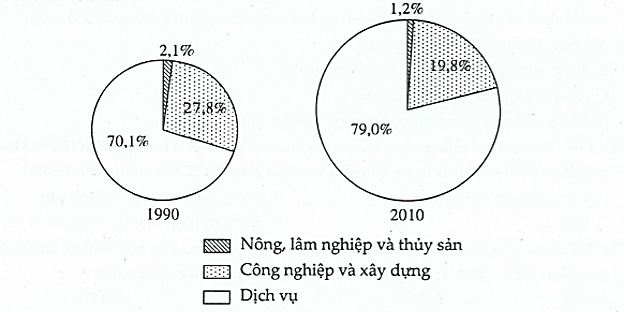 1,2%
2,1%
19,8%
27,8%
70,1%
79,0%
1990
2010
Nông, lâm nghiệp và thủy sản
Công nghiệp và xây dựng
Dịch vụ